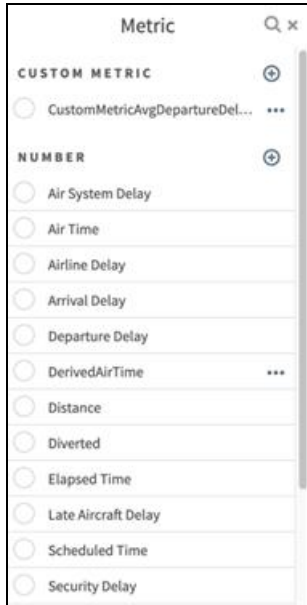 Metric
CUSTOM METRIC
CustomMetricAvgDepartureDel...
NUMBER
Air System Delay
Air Time
Airline Delay
Arrival Delay
Departure Delay
DerivedAirTime
Distance
Diverted
Elapsed Time
Late Aircraft Delay
Scheduled Time
Security Delay